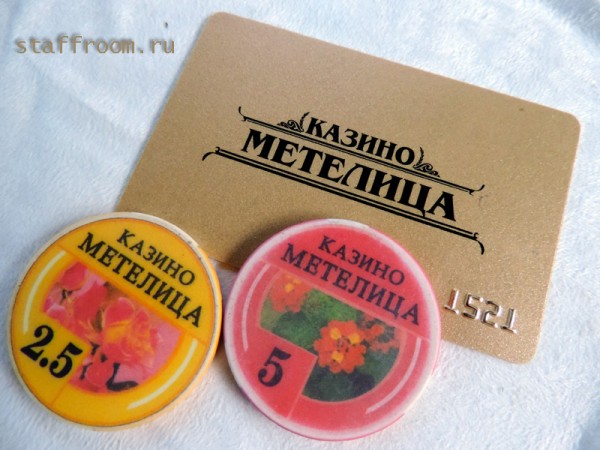 staffroom.ru
КАЗИНО
МЕТЕЛИЦА
1521
КАЗИНО
МЕТЕЛИЦА
2.5
КАЗИНО
МЕТЕЛИЦА
5